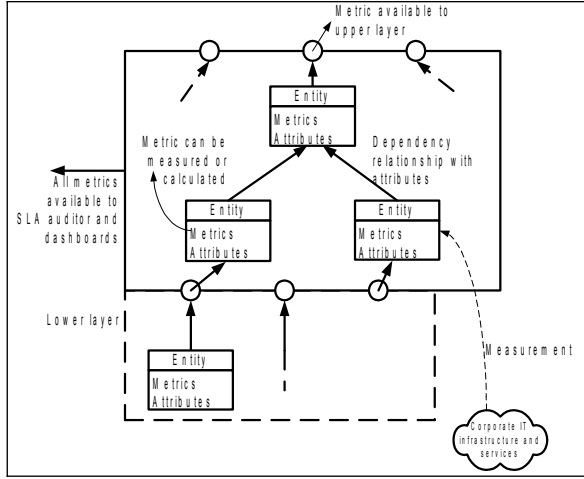 Metric available to
upper layer
Entity
Metrics
Attributes
Metric can be
measured or
calculated
Dependency
relationship with
attributes
All metrics
available to
SLA auditor and
dashboards
Entity
Metrics
Attributes
Entity
Metrics
Attributes
Lower layer
Entity
Metrics
Attributes
Measurement
Corporate IT
infrastructure and
services